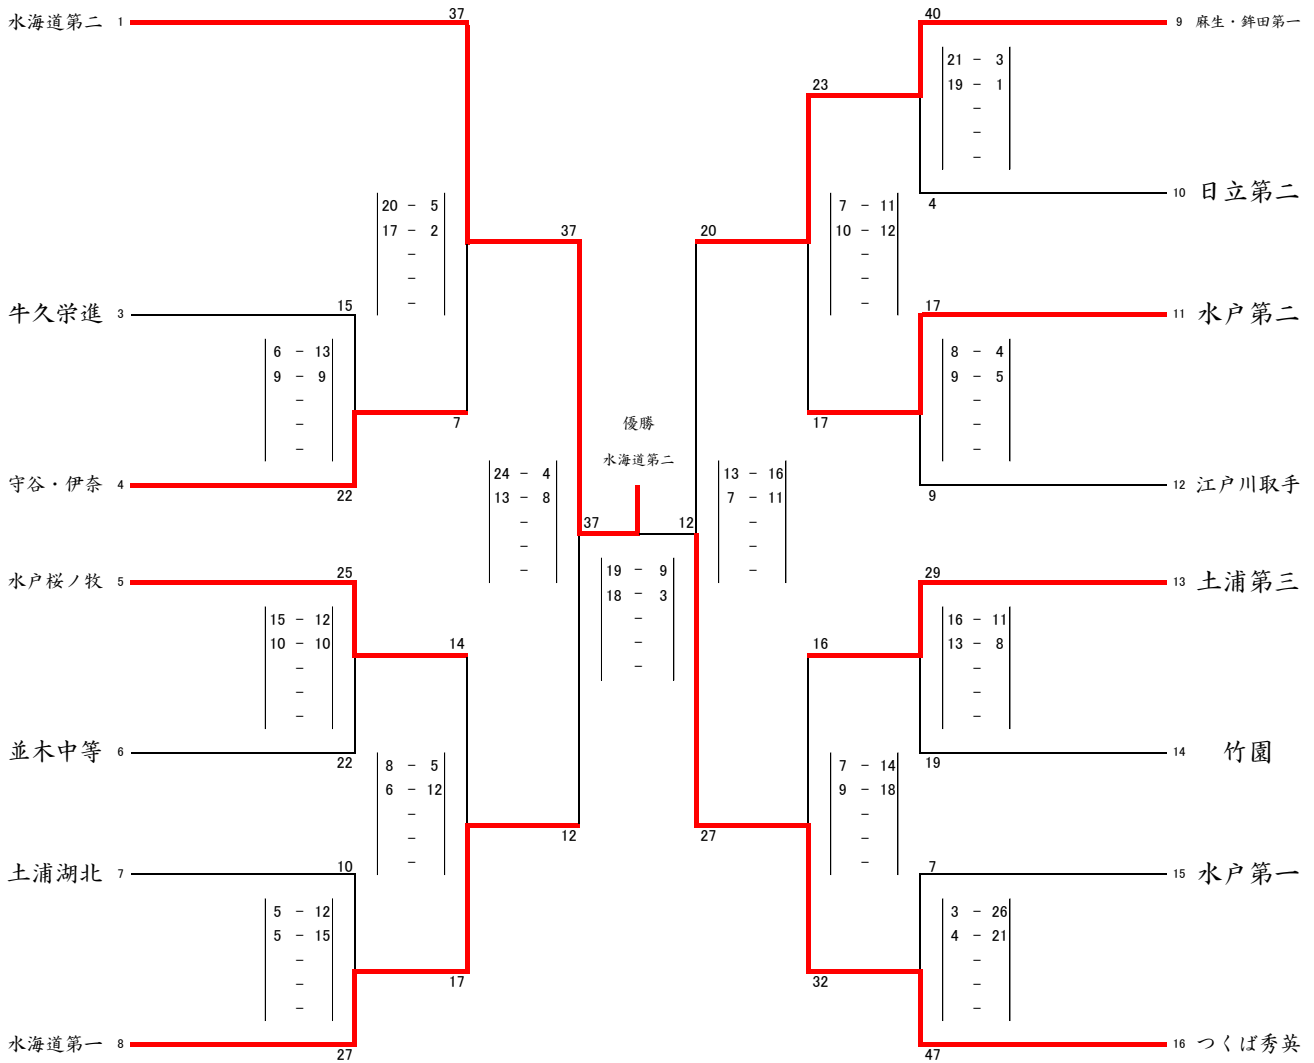 水海道第二 1 37
20 - 5
17 - 2
-
-
-
37
牛久栄進 3 15
6 - 13
9 - 9
-
-
-
7
守谷・伊奈 4 22
24 - 4
13 - 8
-
-
-
水戸桜ノ牧 5 25
15 - 12
10 - 10
-
-
-
14
並木中等 6 22
8 - 5
6 - 12
-
-
-
12
土浦湖北 7 10
5 - 12
5 - 15
-
-
-
17
水海道第一 8 27
優勝
水海道第二
37 12
19 - 9
18 - 3
-
-
-
40 9 麻生・鉾田第一
21 - 3
19 - 1
-
-
-
23
4 10 日立第二
7 - 11
10 - 12
-
-
-
20
17 11 水戸第二
8 - 4
9 - 5
-
-
-
17
9 12 江戸川取手
13 - 16
7 - 11
-
-
-
29 13 土浦第三
16 - 11
13 - 8
-
-
-
16
19 14 竹園
7 - 14
9 - 18
-
-
-
27
7 15 水戸第一
3 - 26
4 - 21
-
-
-
32
47 16 つくば秀英